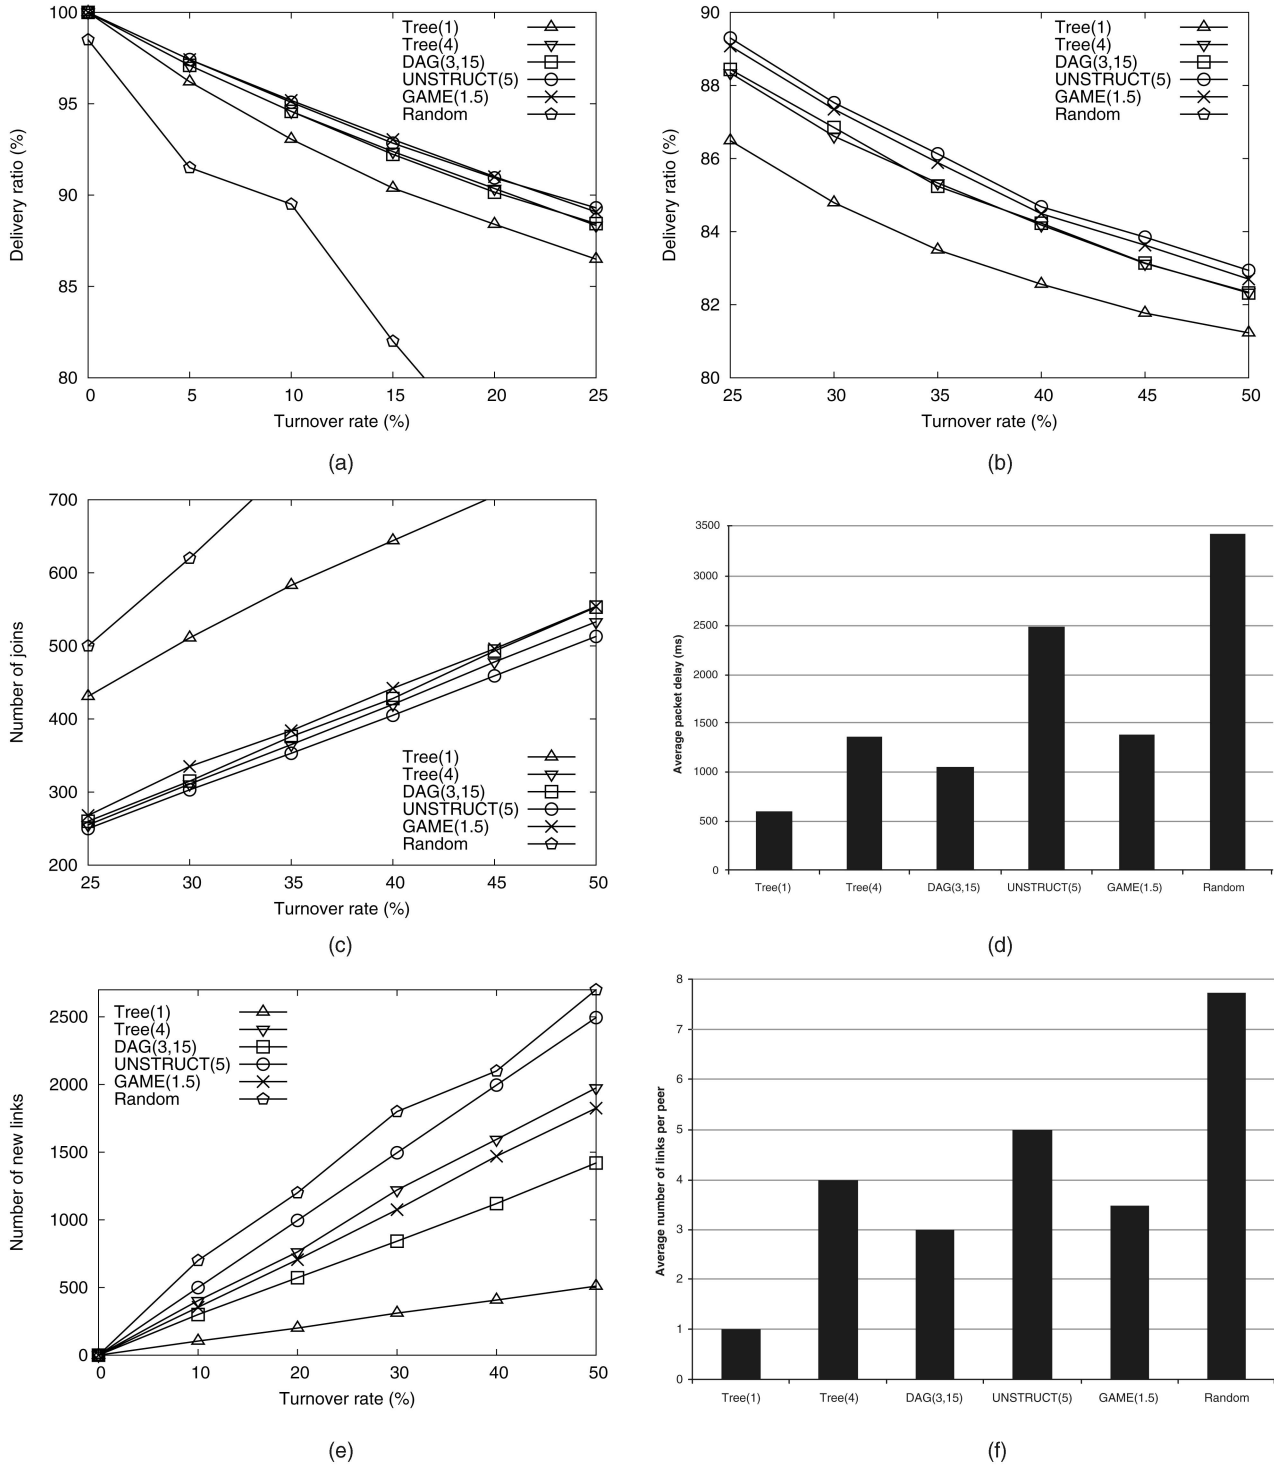 100
95
90
85
80
0 5 10 15 20 25
Delivery ratio (%)
Turnover rate (%)
Tree(1)
Tree(4)
DAG(3,15)
UNSTRUCT(5)
GAME(1.5)
Random
(a)
90
88
86
84
82
80
25 30 35 40 45 50
Delivery ratio (%)
Turnover rate (%)
Tree(1)
Tree(4)
DAG(3,15)
UNSTRUCT(5)
GAME(1.5)
Random
(b)
700
600
500
400
300
200
25 30 35 40 45 50
Number of joins
Turnover rate (%)
Tree(1)
Tree(4)
DAG(3,15)
UNSTRUCT(5)
GAME(1.5)
Random
(c)
3500
3000
2500
2000
1500
1000
500
0
Average packet delay (ms)
Tree(1) Tree(4) DAG(3,15) UNSTRUCT(5) GAME(1.5) Random
(d)
2500
2000
1500
1000
500
0
0 10 20 30 40 50
Number of new links
Turnover rate (%)
Tree(1)
Tree(4)
DAG(3,15)
UNSTRUCT(5)
GAME(1.5)
Random
(e)
8
7
6
5
4
3
2
1
0
Average number of links per peer
Tree(1) Tree(4) DAG(3,15) UNSTRUCT(5) GAME(1.5) Random
(f)